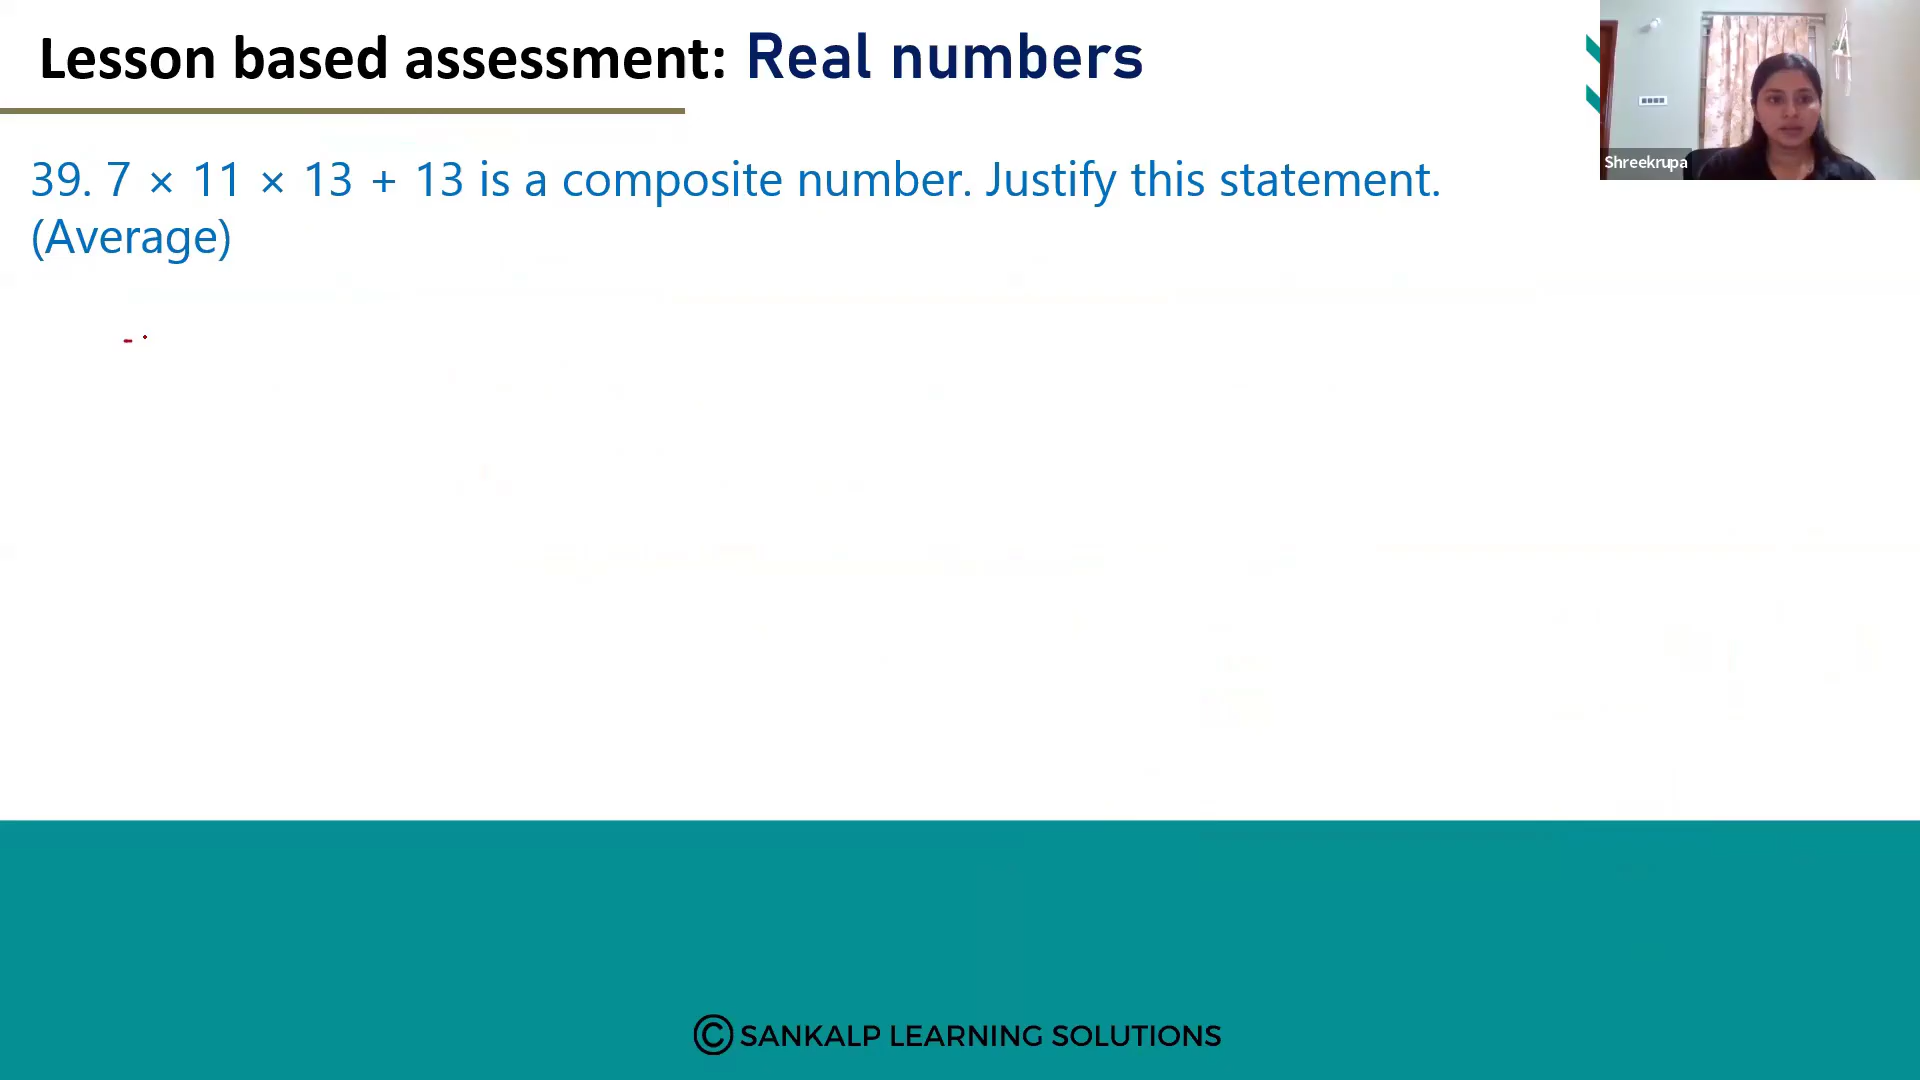 Lesson based assessment: Real numbers
Shreekrupa
39. 7 × 11 × 13 + 13 is a composite number. Justify this statement.
(Average)
© SANKALP LEARNING SOLUTIONS